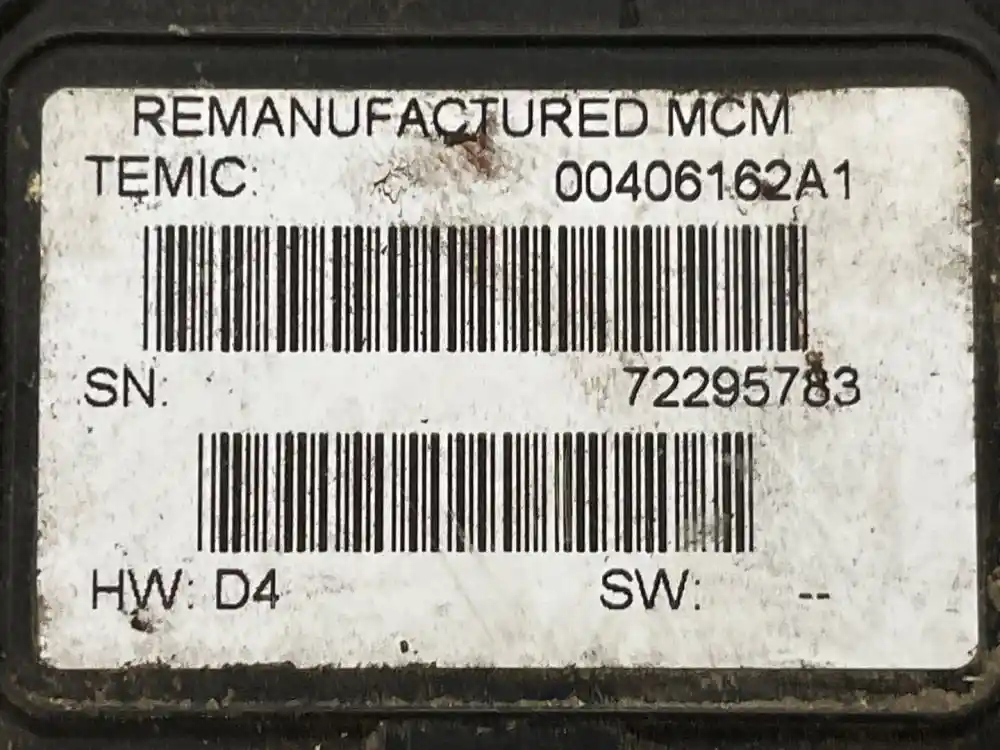 REMANUFACTURED MCM
TEMIC: 00406162A1
SN: 72295783
HW: D4 SW: --